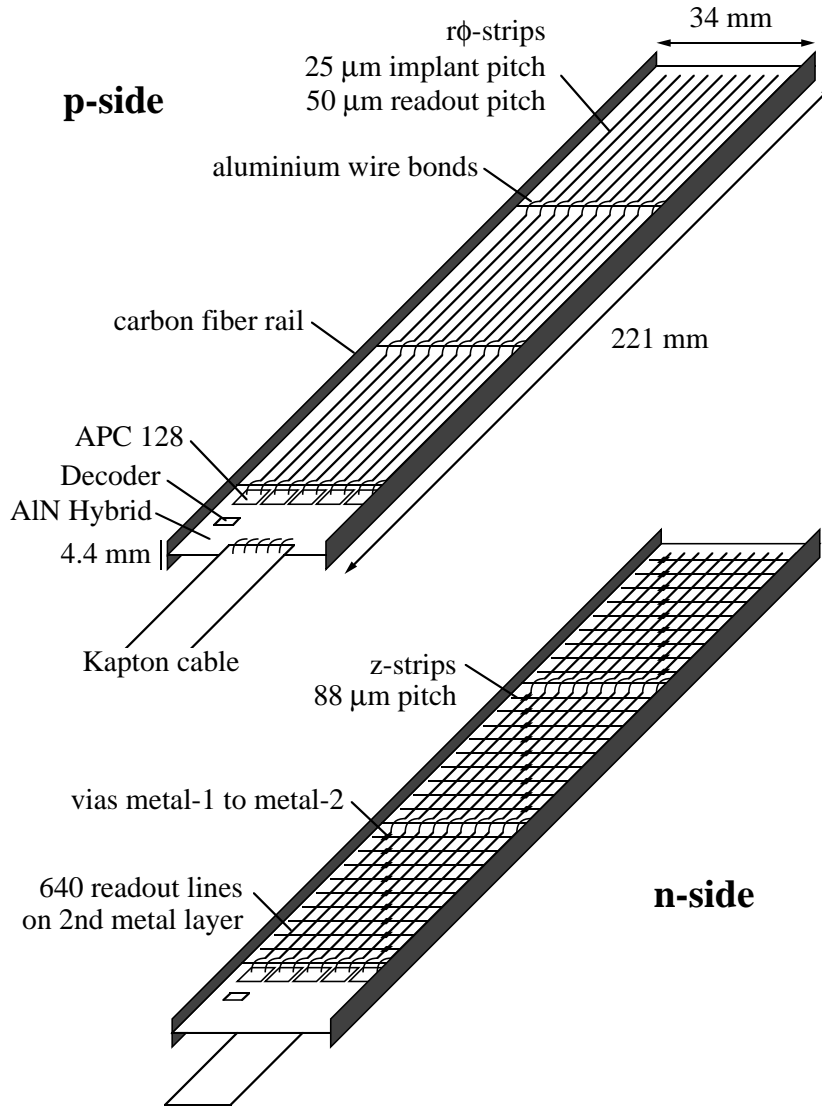 rϕ-strips
25 μm implant pitch
50 μm readout pitch
34 mm
p-side
aluminium wire bonds
carbon fiber rail
221 mm
APC 128
Decoder
AlN Hybrid
4.4 mm
Kapton cable
z-strips
88 μm pitch
vias metal-1 to metal-2
640 readout lines
on 2nd metal layer
n-side